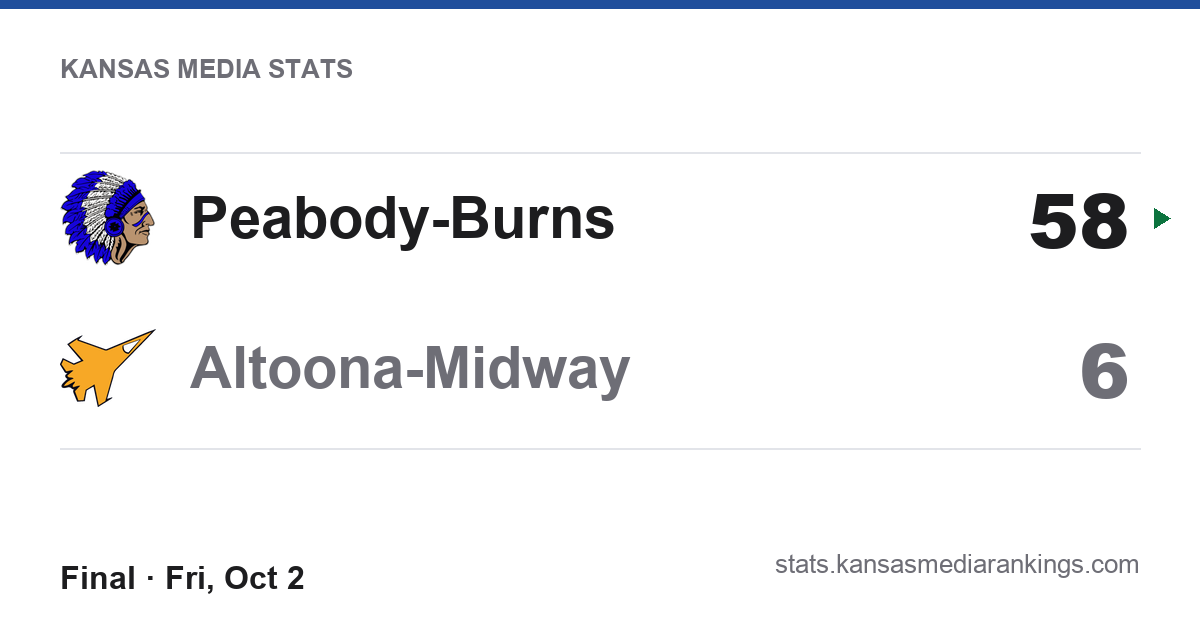 KANSAS MEDIA STATS
Peabody-Burns 58
Altoona-Midway 6
Final · Fri, Oct 2
stats.kansasmediarankings.com